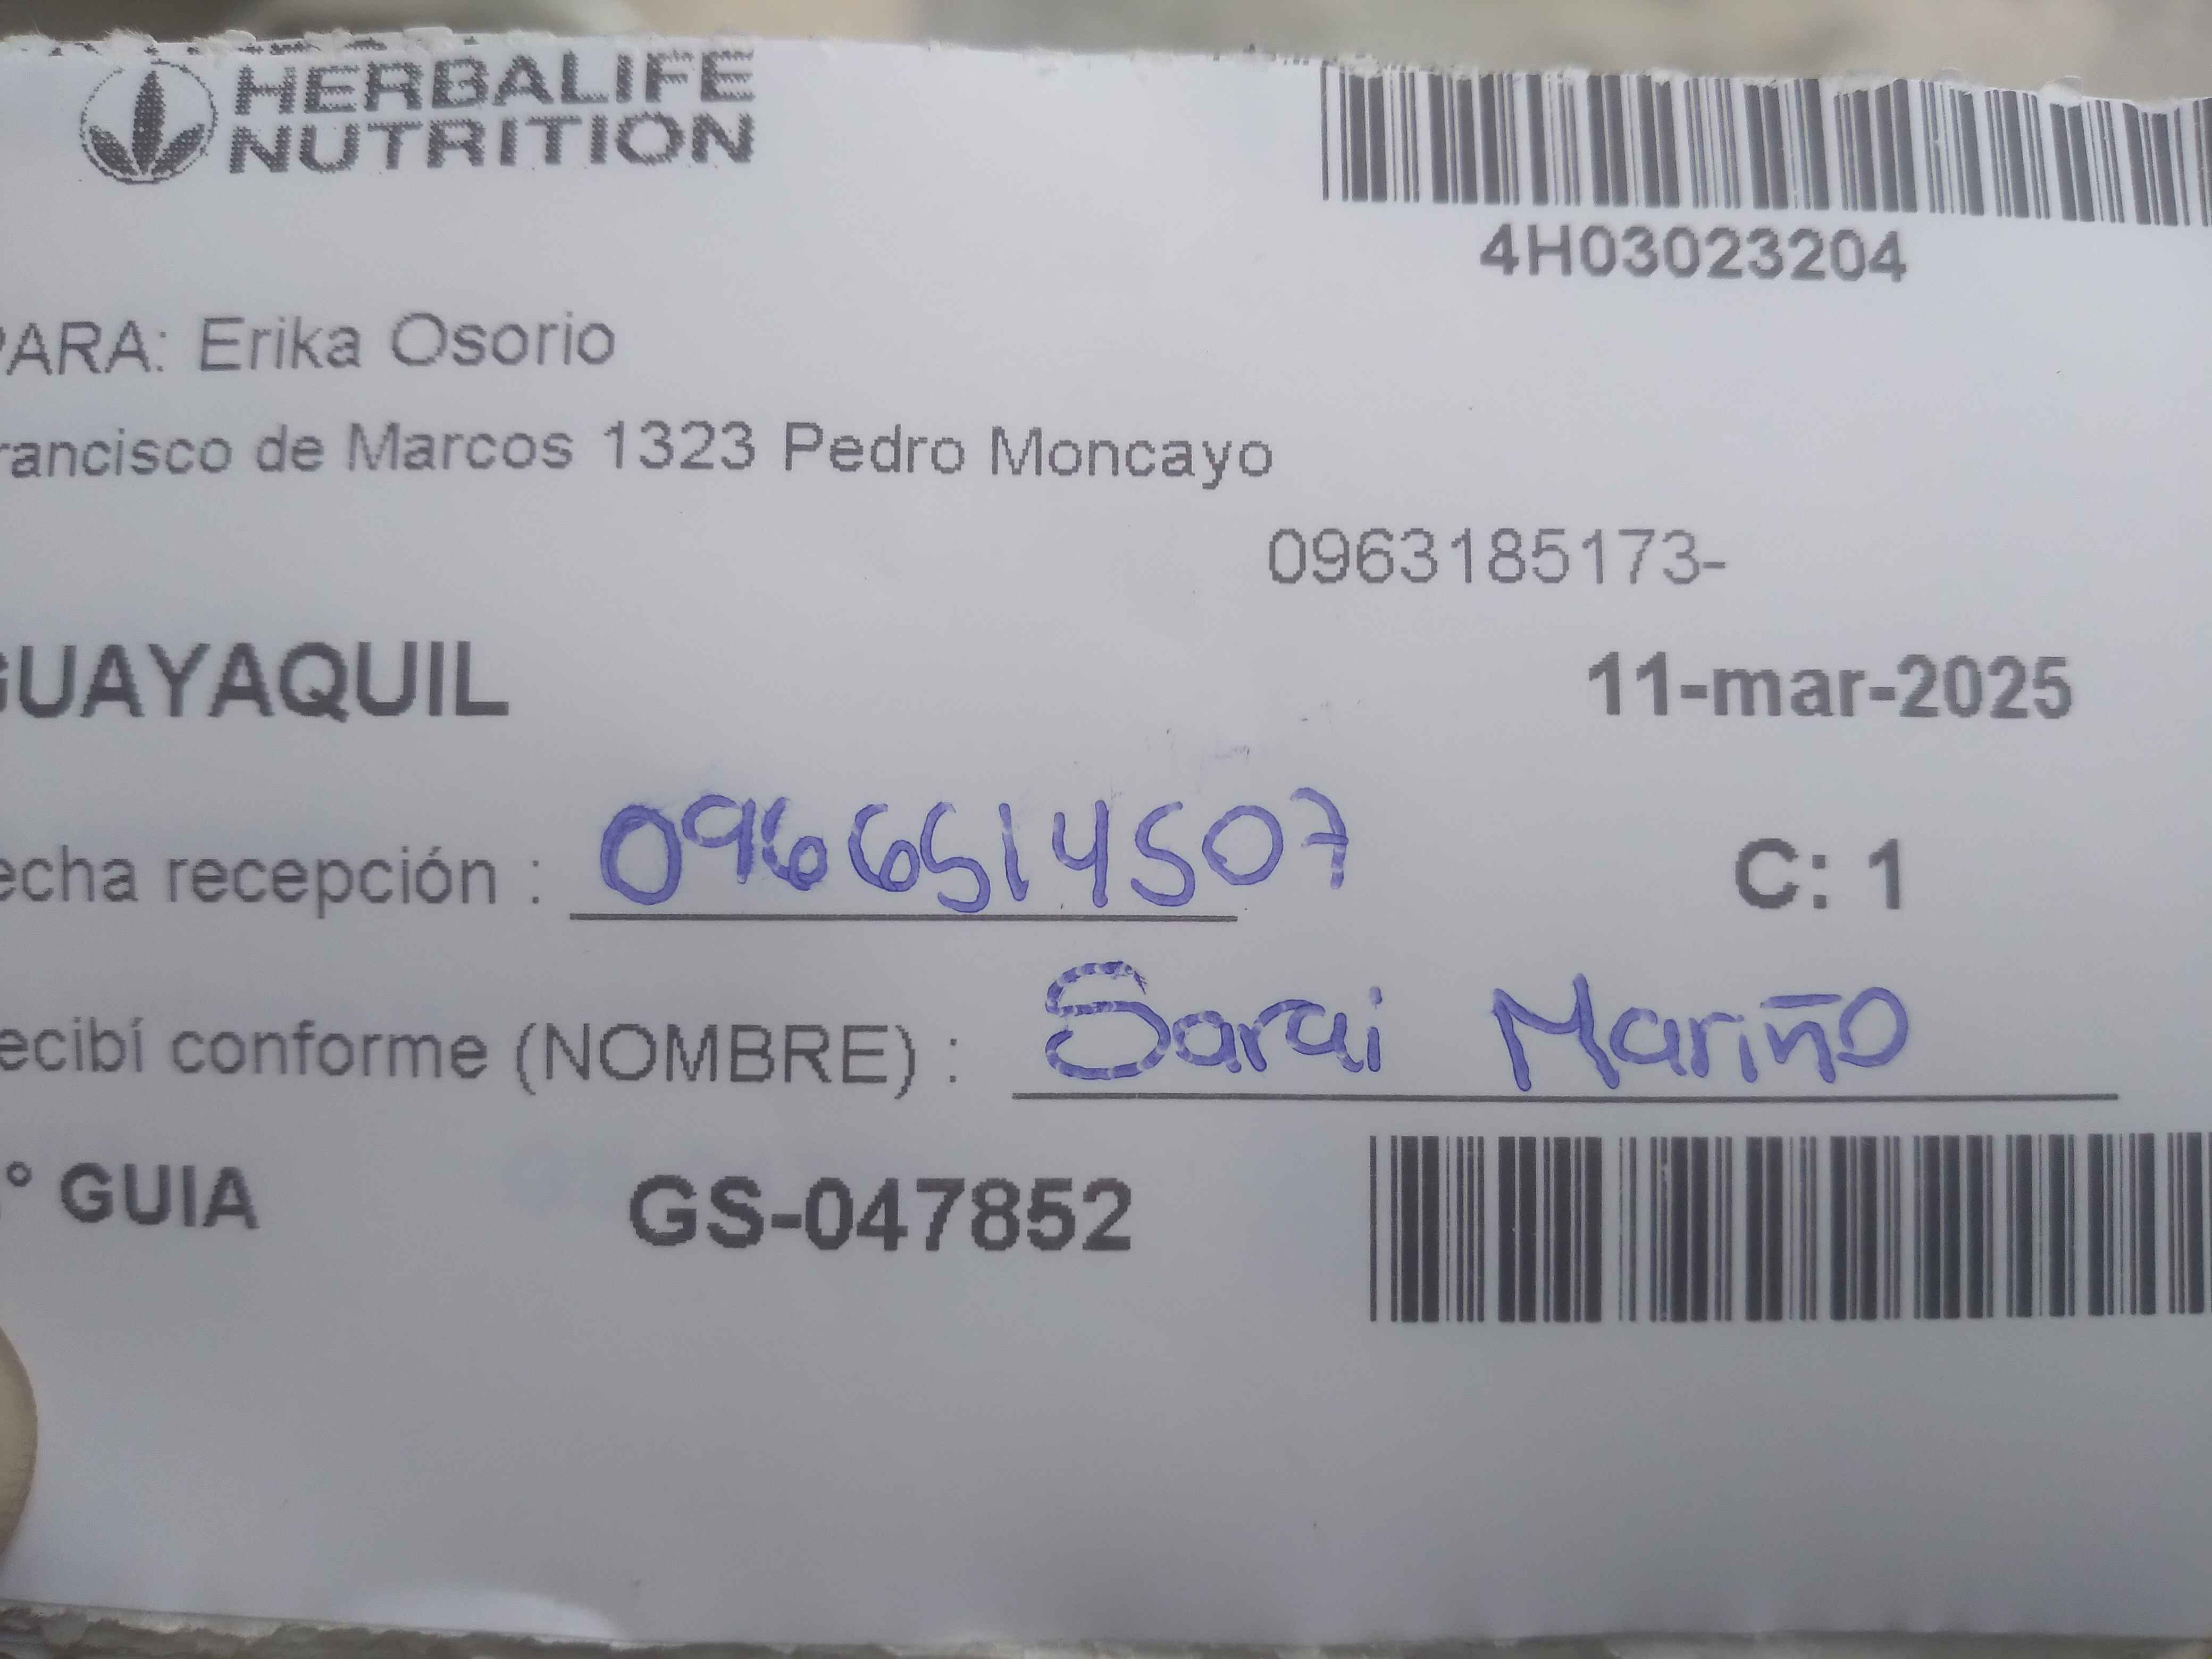 HERBALIFE
NUTRITION
4H03023204
PARA: Erika Osorio
rancisco de Marcos 1323 Pedro Moncayo
0963185173-
GUAYAQUIL 11-mar-2025
echa recepción : 0966514507 C: 1
ecibí conforme (NOMBRE) : Sarai Mariño
° GUIA GS-047852